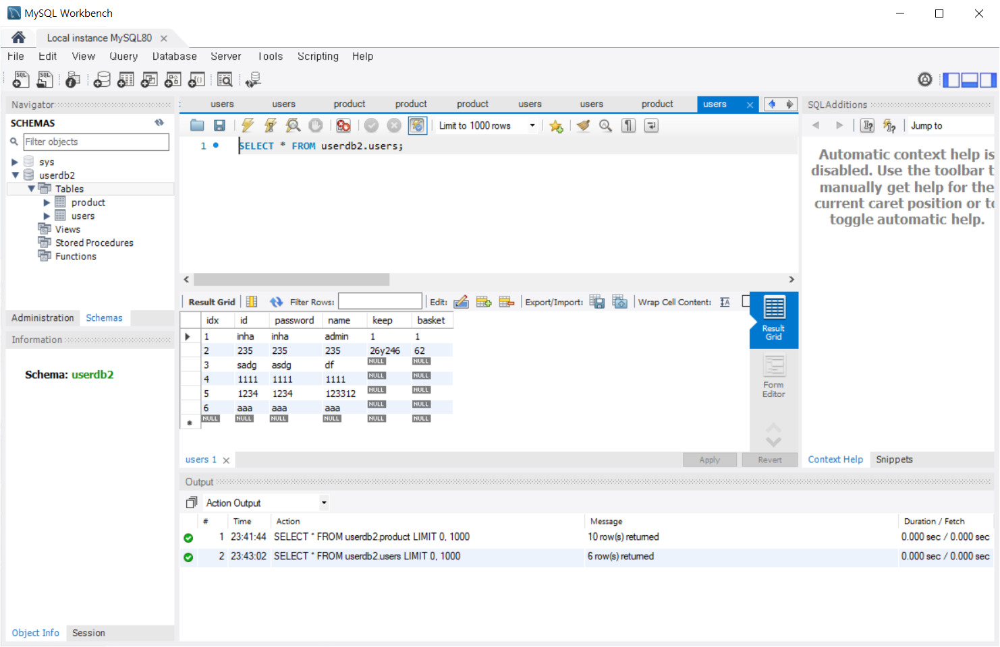 MySQL Workbench
Local instance MySQL80
File Edit View Query Database Server Tools Scripting Help
Navigator
SCHEMAS
Filter objects
sys
userdb2
Tables
product
users
Views
Stored Procedures
Functions
Administration Schemas
Information
Schema: userdb2
Object Info Session
users users product product product users users product users
Limit to 1000 rows
1 SELECT * FROM userdb2.users;
Result Grid Filter Rows: Edit: Export/Import: Wrap Cell Content:
idx id password name keep basket
1 inha inha admin 1 1
2 235 235 235 26y246 62
3 sadg asdg df NULL NULL
4 1111 1111 1111 NULL NULL
5 1234 1234 123312 NULL NULL
6 aaa aaa aaa NULL NULL
NULL NULL NULL NULL NULL NULL
Result
Grid
Form
Editor
users 1 Apply Revert
SQLAdditions
Jump to
Automatic context help is
disabled. Use the toolbar t
manually get help for the
current caret position or to
toggle automatic help.
Context Help Snippets
Output
Action Output
# Time Action Message Duration / Fetch
1 23:41:44 SELECT * FROM userdb2.product LIMIT 0, 1000 10 row(s) returned 0.000 sec / 0.000 sec
2 23:43:02 SELECT * FROM userdb2.users LIMIT 0, 1000 6 row(s) returned 0.000 sec / 0.000 sec